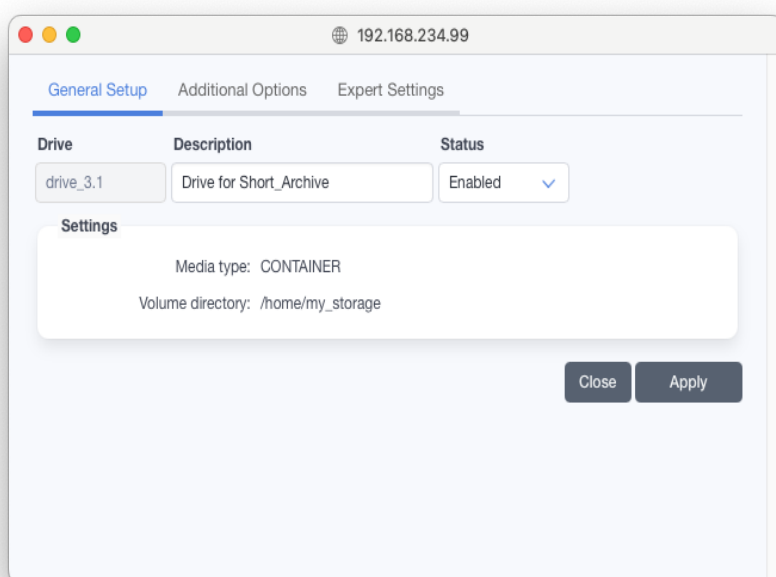 192.168.234.99
General Setup Additional Options Expert Settings
Drive Description Status
drive_3.1 Drive for Short_Archive Enabled
Settings
Media type: CONTAINER
Volume directory: /home/my_storage
Close Apply